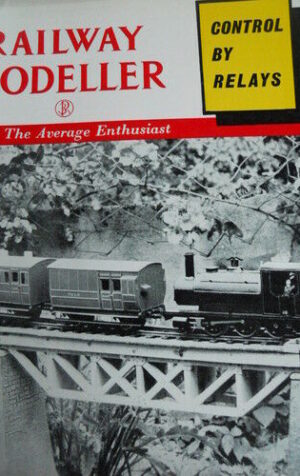 RAILWAY
ODELLER
The Average Enthusiast
CONTROL
BY
RELAYS